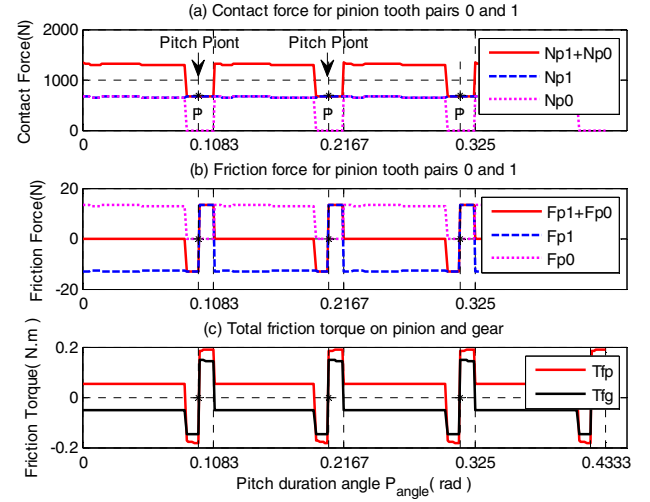 (a) Contact force for pinion tooth pairs 0 and 1
Contact Force(N)
2000
1000
0
Pitch Piont
Pitch Piont
P
P
P
Np1+Np0
Np1
Np0
0
0.1083
0.2167
0.325
(b) Friction force for pinion tooth pairs 0 and 1
Friction Force(N)
20
0
-20
Fp1+Fp0
Fp1
Fp0
0
0.1083
0.2167
0.325
(c) Total friction torque on pinion and gear
Friction Torque( N.m )
0.2
0
-0.2
Tfp
Tfg
0
0.1083
0.2167
0.325
0.4333
Pitch duration angle P_angle( rad )